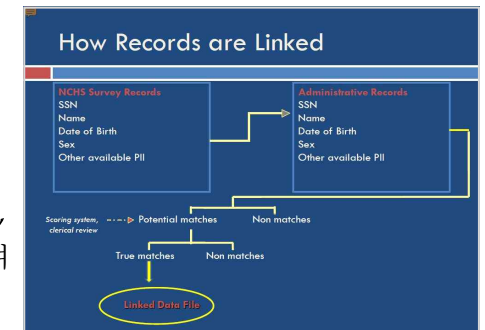 How Records are Linked
NCHS Survey Records
SSN
Name
Date of Birth
Sex
Other available PII
Administrative Records
SSN
Name
Date of Birth
Sex
Other available PII
Scoring system,
clerical review
Potential matches
Non matches
True matches
Non matches
Linked Data File